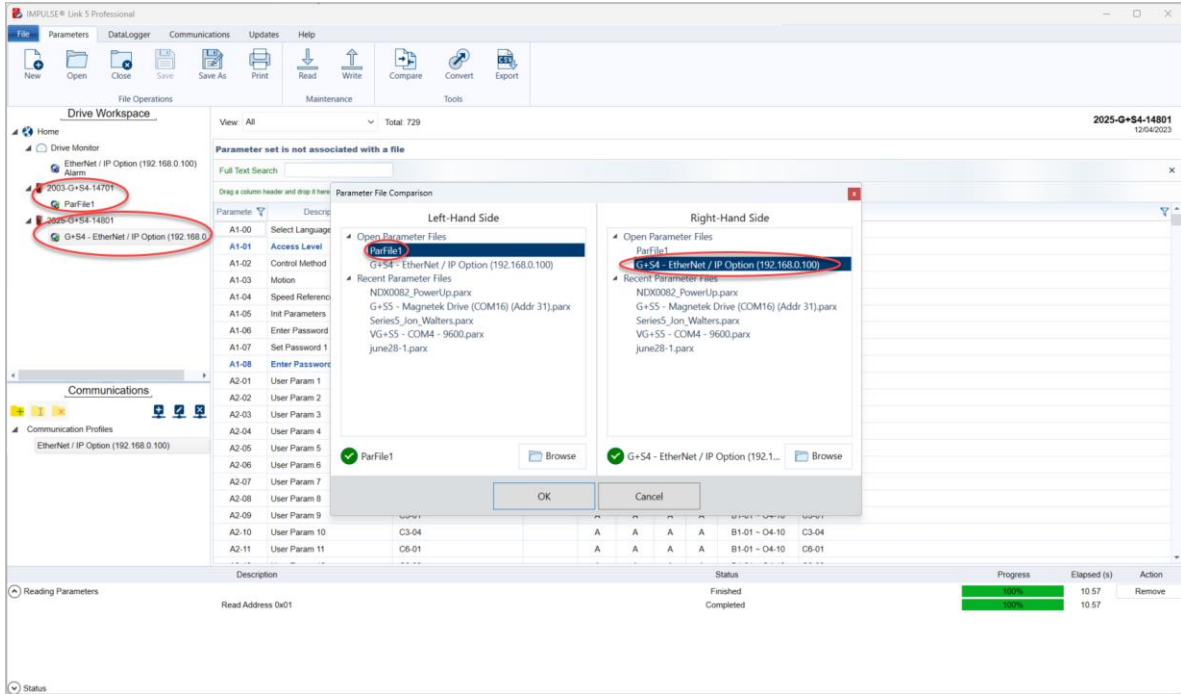 IMPULSE® Link 5 Professional
File Parameters DataLogger Communications Updates Help
New Open Close Save Save As Print Read Write Compare Convert Export
File Operations Maintenance Tools
Drive Workspace
Home
Drive Monitor
EtherNet / IP Option (192.168.0.100)
Alarm
2003-G+S4-14701
ParFile1
2025-G+S4-14801
G+S4 - EtherNet / IP Option (192.168.0
Communications
Communication Profiles
EtherNet / IP Option (192.168.0.100)
View: All Total: 729
2025-G+S4-14801
12/04/2023
Parameter set is not associated with a file
Full Text Search
Drag a column header and drop it here
Paramete Descrip
A1-00 Select Language
A1-01 Access Level
A1-02 Control Method
A1-03 Motion
A1-04 Speed Referenc
A1-05 Init Parameters
A1-06 Enter Password
A1-07 Set Password 1
A1-08 Enter Password
A2-01 User Param 1
A2-02 User Param 2
A2-03 User Param 3
A2-04 User Param 4
A2-05 User Param 5
A2-06 User Param 6
A2-07 User Param 7
A2-08 User Param 8
A2-09 User Param 9
A2-10 User Param 10 C3-04 A A A A B1-01 ~ O4-10 C3-04
A2-11 User Param 11 C6-01 A A A A B1-01 ~ O4-10 C6-01
Parameter File Comparison
Left-Hand Side
Open Parameter Files
ParFile1
G+S4 - EtherNet / IP Option (192.168.0.100)
Recent Parameter Files
NDX0082_PowerUp.parx
G+S5 - Magnetek Drive (COM16) (Addr 31).parx
Series5_Jon_Walters.parx
VG+S5 - COM4 - 9600.parx
june28-1.parx
ParFile1 Browse
Right-Hand Side
Open Parameter Files
ParFile1
G+S4 - EtherNet / IP Option (192.168.0.100)
Recent Parameter Files
NDX0082_PowerUp.parx
G+S5 - Magnetek Drive (COM16) (Addr 31).parx
Series5_Jon_Walters.parx
VG+S5 - COM4 - 9600.parx
june28-1.parx
G+S4 - EtherNet / IP Option (192.1... Browse
OK Cancel
Description Status Progress Elapsed (s) Action
Reading Parameters Finished 100% 10.57 Remove
Read Address 0x01 Completed 100% 10.57
Status